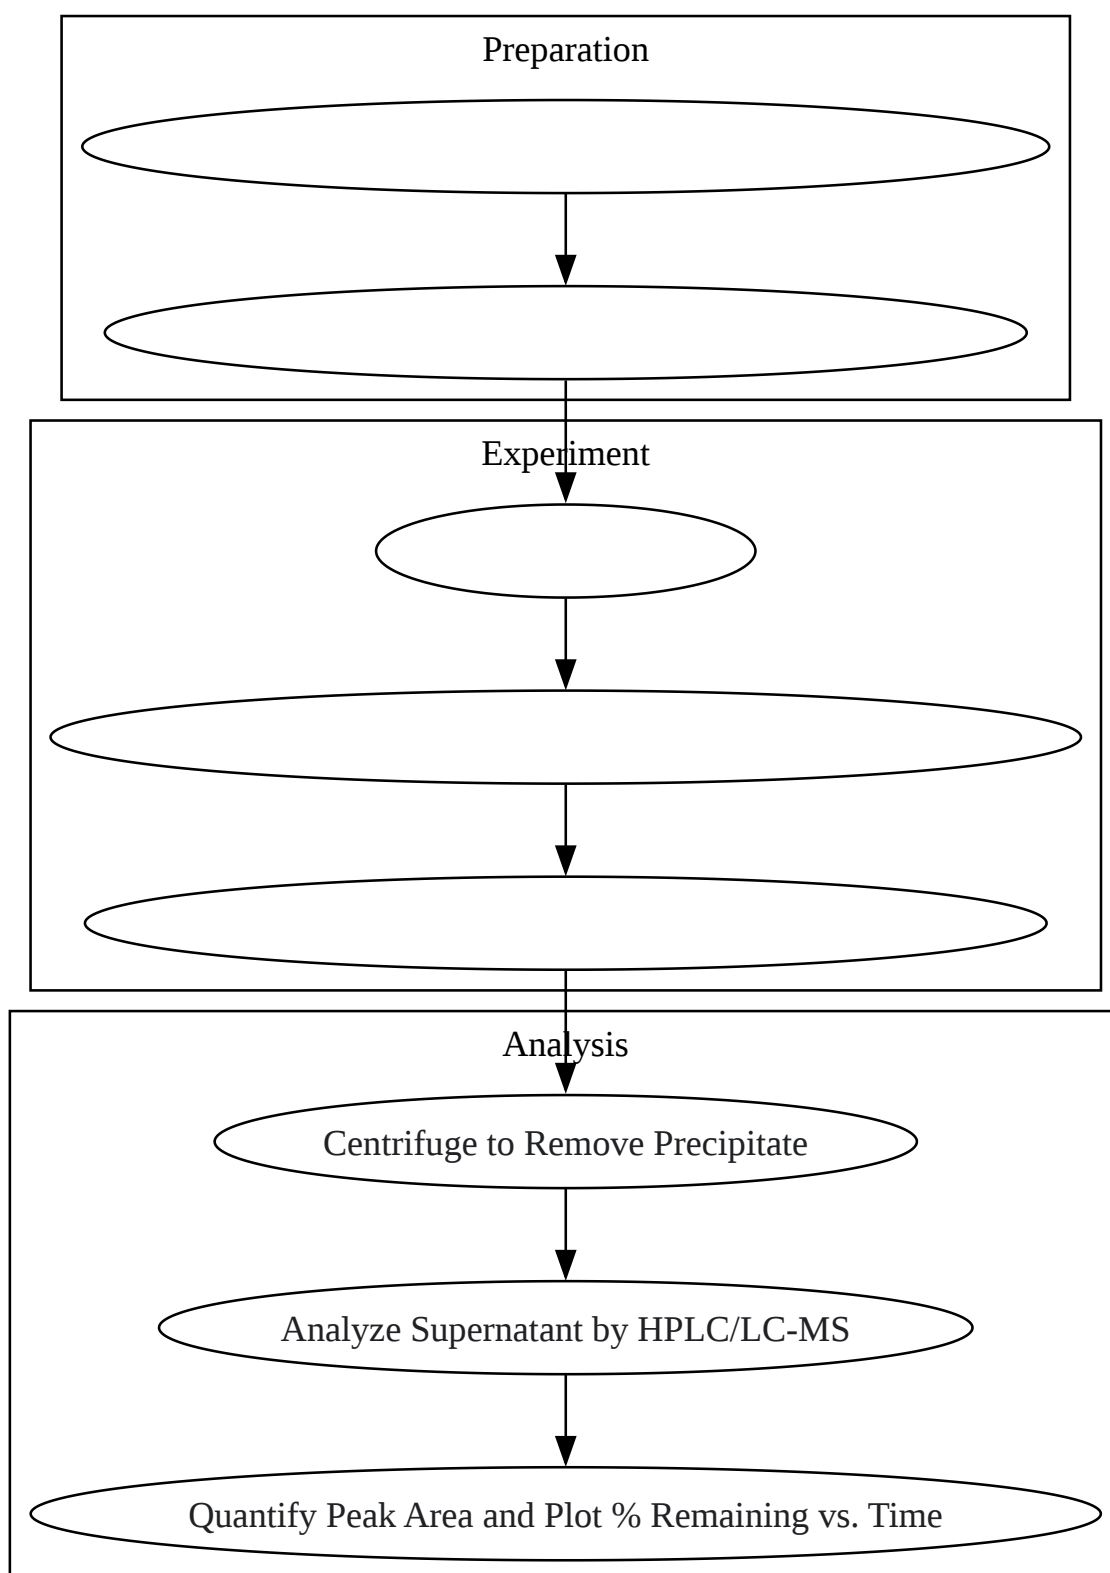 Preparation
Experiment
Analysis
Centrifuge to Remove Precipitate
Analyze Supernatant by HPLC/LC-MS
Quantify Peak Area and Plot % Remaining vs. Time